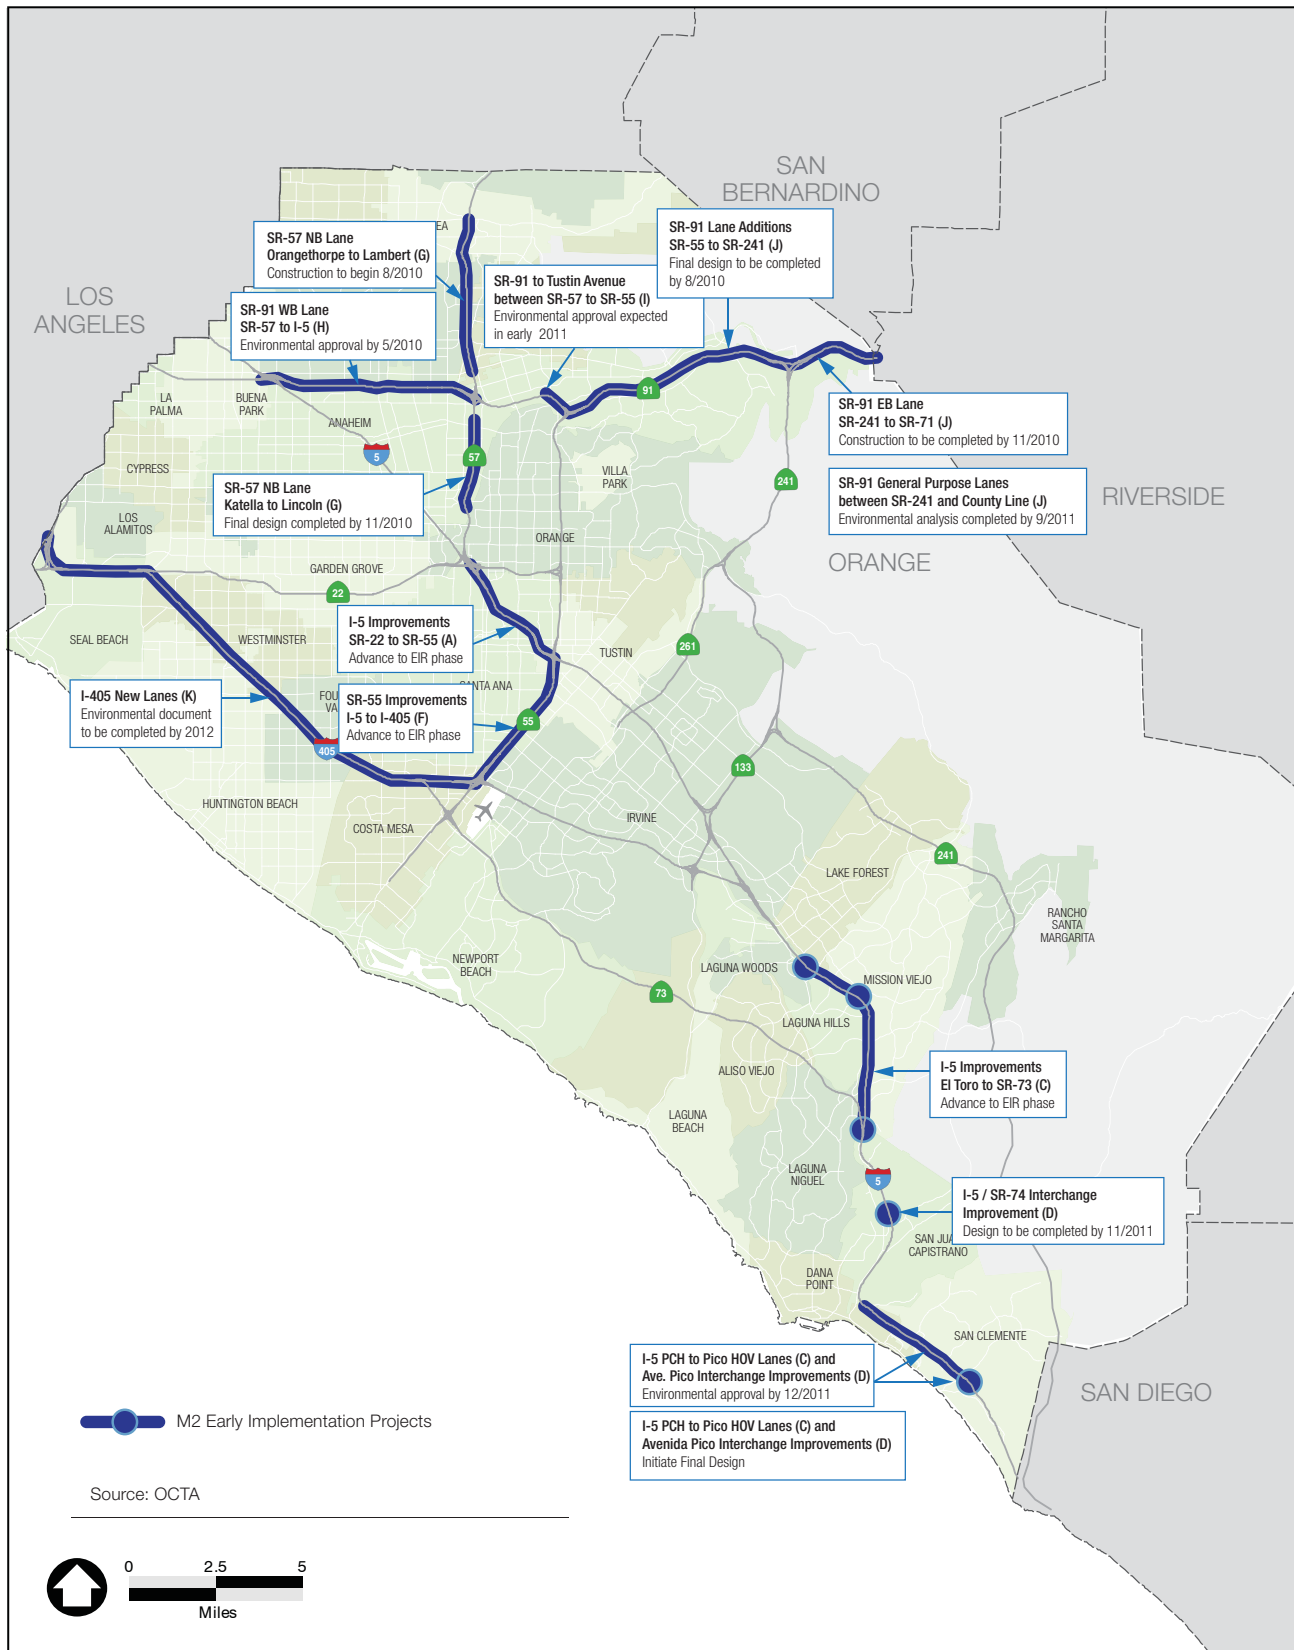 SAN
BERNARDINO
LOS
ANGELES
RIVERSIDE
ORANGE
SAN DIEGO
EA
SR-57 NB Lane
Orangethorpe to Lambert (G)
Construction to begin 8/2010
SR-91 WB Lane
SR-57 to I-5 (H)
Environmental approval by 5/2010
SR-91 to Tustin Avenue
between SR-57 to SR-55 (I)
Environmental approval expected
in early 2011
SR-91 Lane Additions
SR-55 to SR-241 (J)
Final design to be completed
by 8/2010
SR-91 EB Lane
SR-241 to SR-71 (J)
Construction to be completed by 11/2010
SR-91 General Purpose Lanes
between SR-241 and County Line (J)
Environmental analysis completed by 9/2011
SR-57 NB Lane
Katella to Lincoln (G)
Final design completed by 11/2010
I-5 Improvements
SR-22 to SR-55 (A)
Advance to EIR phase
SR-55 Improvements
I-5 to I-405 (F)
Advance to EIR phase
I-405 New Lanes (K)
Environmental document
to be completed by 2012
I-5 Improvements
El Toro to SR-73 (C)
Advance to EIR phase
I-5 / SR-74 Interchange
Improvement (D)
Design to be completed by 11/2011
I-5 PCH to Pico HOV Lanes (C) and
Ave. Pico Interchange Improvements (D)
Environmental approval by 12/2011
I-5 PCH to Pico HOV Lanes (C) and
Avenida Pico Interchange Improvements (D)
Initiate Final Design
LA
PALMA
BUENA
PARK
ANAHEIM
CYPRESS
LOS
ALAMITOS
VILLA
PARK
ORANGE
GARDEN GROVE
SEAL BEACH
WESTMINSTER
TUSTIN
SANTA ANA
FOU
VA
HUNTINGTON BEACH
COSTA MESA
IRVINE
LAKE FOREST
RANCHO
SANTA
MARGARITA
NEWPORT
BEACH
LAGUNA WOODS
MISSION VIEJO
LAGUNA HILLS
ALISO VIEJO
LAGUNA
BEACH
LAGUNA
NIGUEL
SAN JUA
CAPISTRANO
DANA
POINT
SAN CLEMENTE
91
5
57
241
22
261
55
405
133
241
73
5
M2 Early Implementation Projects
Source: OCTA
0 2.5 5
Miles